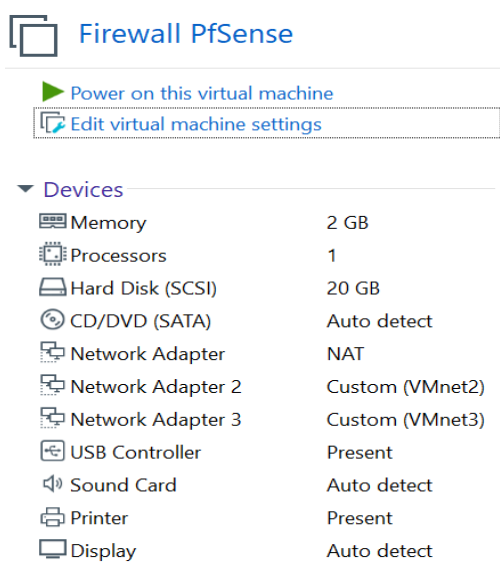 Firewall PfSense
Power on this virtual machine
Edit virtual machine settings
Devices
Memory 2 GB
Processors 1
Hard Disk (SCSI) 20 GB
CD/DVD (SATA) Auto detect
Network Adapter NAT
Network Adapter 2 Custom (VMnet2)
Network Adapter 3 Custom (VMnet3)
USB Controller Present
Sound Card Auto detect
Printer Present
Display Auto detect